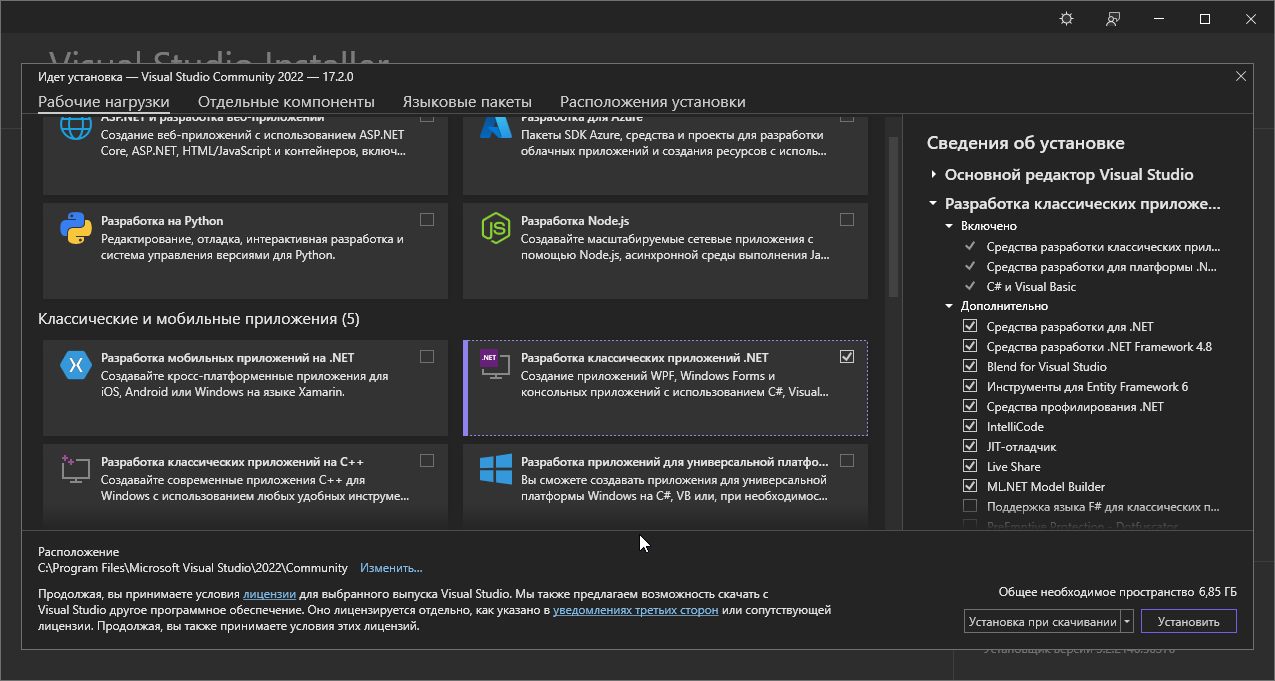 Visual Studio Installer
Идет установка — Visual Studio Community 2022 — 17.2.0
Рабочие нагрузки Отдельные компоненты Языковые пакеты Расположения установки
ASP.NET и разработка веб-приложений
Создание веб-приложений с использованием ASP.NET
Core, ASP.NET, HTML/JavaScript и контейнеров, включ...
Разработка для Azure
Пакеты SDK Azure, средства и проекты для разработки
облачных приложений и создания ресурсов с исполь...
Разработка на Python
Редактирование, отладка, интерактивная разработка и
система управления версиями для Python.
JS
Разработка Node.js
Создавайте масштабируемые сетевые приложения с
помощью Node.js, асинхронной среды выполнения Ja...
Классические и мобильные приложения (5)
Разработка мобильных приложений на .NET
Создавайте кросс-платформенные приложения для
iOS, Android или Windows на языке Xamarin.
.NET
Разработка классических приложений .NET
Создание приложений WPF, Windows Forms и
консольных приложений с использованием C#, Visual...
Разработка классических приложений на C++
Создавайте современные приложения C++ для
Windows с использованием любых удобных инструме...
Разработка приложений для универсальной платфо...
Вы сможете создавать приложения для универсальной
платформы Windows на C#, VB или, при необходимос...
Сведения об установке
Основной редактор Visual Studio
Разработка классических приложе...
Включено
Средства разработки классических прил...
Средства разработки для платформы .N...
C# и Visual Basic
Дополнительно
Средства разработки для .NET
Средства разработки .NET Framework 4.8
Blend for Visual Studio
Инструменты для Entity Framework 6
Средства профилирования .NET
IntelliCode
JIT-отладчик
Live Share
ML.NET Model Builder
Поддержка языка F# для классических п...
PreEmptive Protection - Dotfuscator
Расположение
C:\Program Files\Microsoft Visual Studio\2022\Community Изменить...
Продолжая, вы принимаете условия лицензии для выбранного выпуска Visual Studio. Мы также предлагаем возможность скачать с
Visual Studio другое программное обеспечение. Оно лицензируется отдельно, как указано в уведомлениях третьих сторон или сопутствующей
лицензии. Продолжая, вы также принимаете условия этих лицензий.
Общее необходимое пространство 6,85 ГБ
Установка при скачивании Установить
Установщик версии